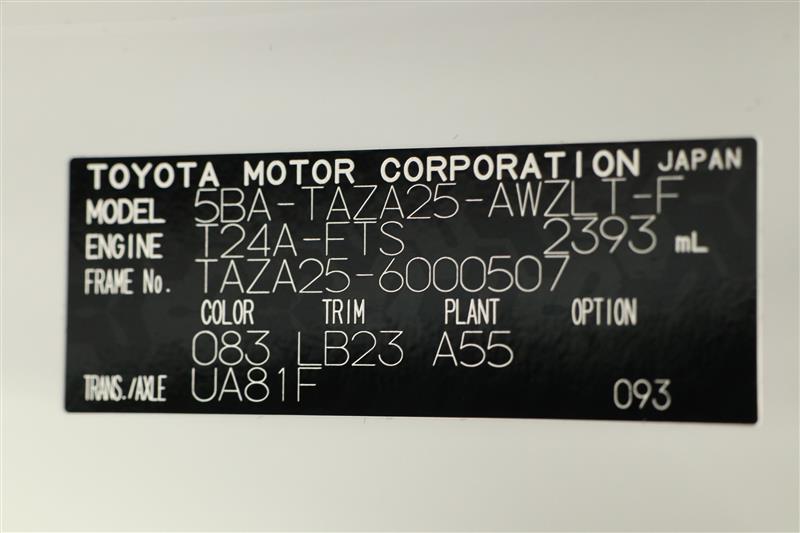 TOYOTA MOTOR CORPORATION JAPAN
MODEL 5BA-TAZA25-AWZLT-F
ENGINE T24A-FTS 2393 mL
FRAME No. TAZA25-6000507
COLOR TRIM PLANT OPTION
083 LB23 A55
TRANS./AXLE UA81F 093